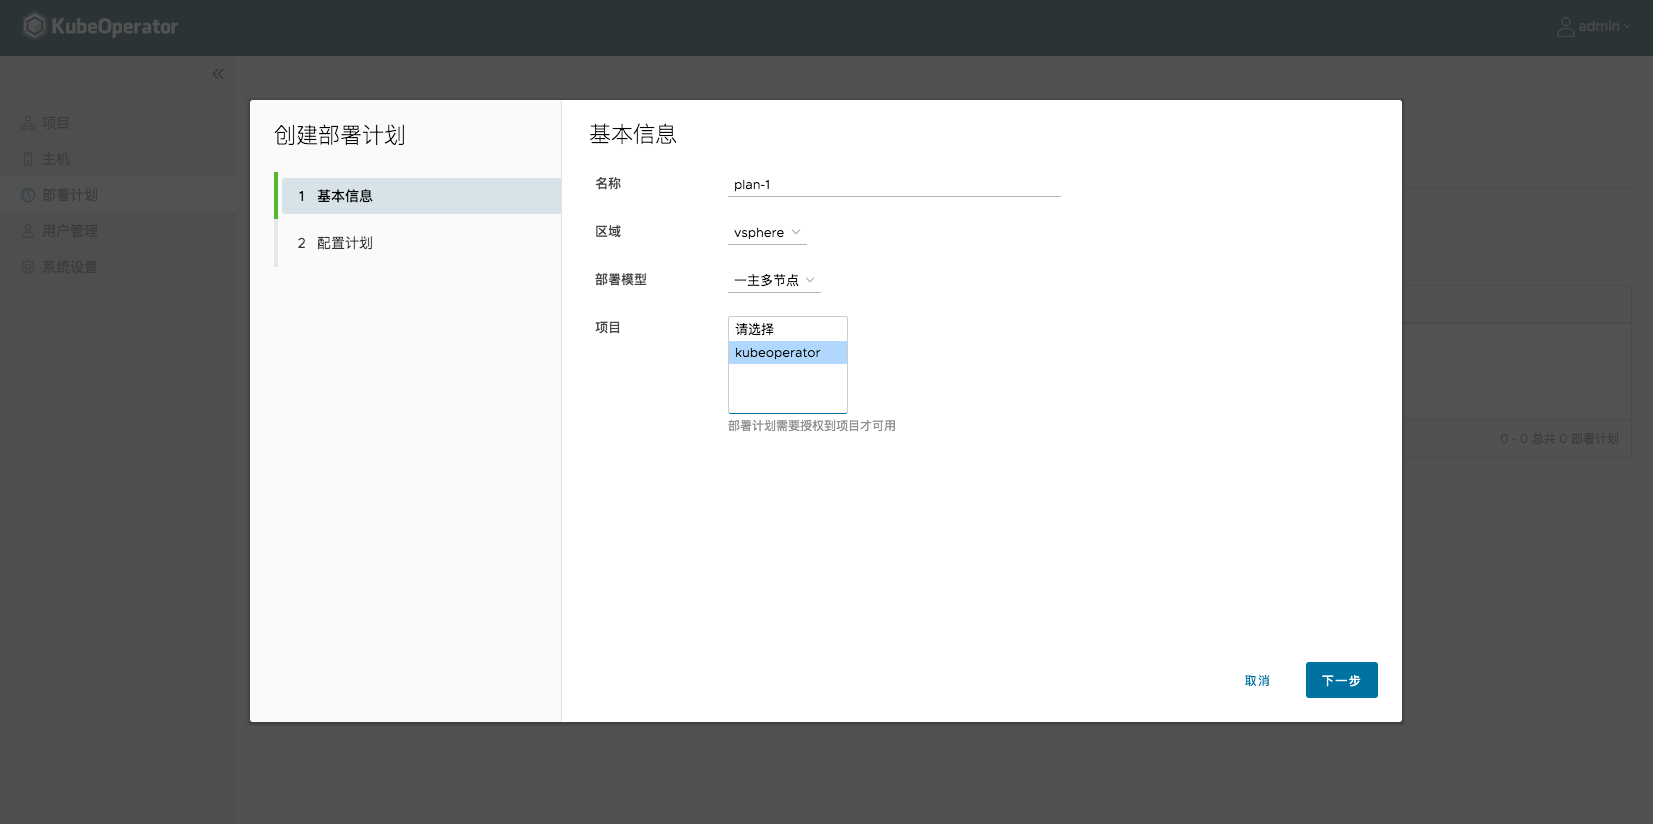 KubeOperator
admin
项目
主机
部署计划
用户管理
系统设置
创建部署计划
1 基本信息
2 配置计划
基本信息
名称 plan-1
区域 vsphere
部署模型 一主多节点
项目 请选择
kubeoperator
部署计划需要授权到项目才可用
0 - 0 总共 0 部署计划
取消 下一步